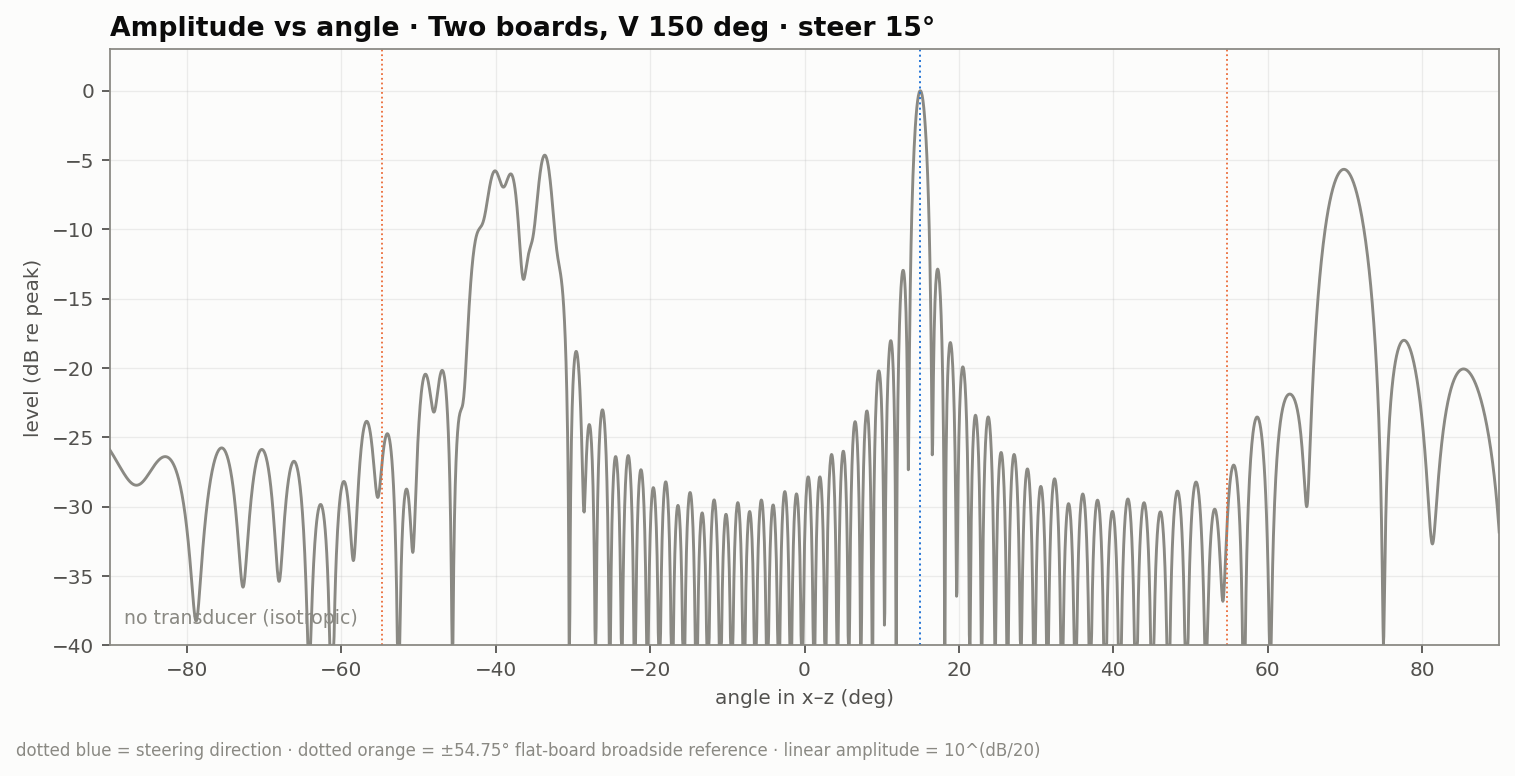 Amplitude vs angle · Two boards, V 150 deg · steer 15°
level (dB re peak)
0
−5
−10
−15
−20
−25
−30
−35
−40
no transducer (isotropic)
−80 −60 −40 −20 0 20 40 60 80
angle in x–z (deg)
dotted blue = steering direction · dotted orange = ±54.75° flat-board broadside reference · linear amplitude = 10^(dB/20)